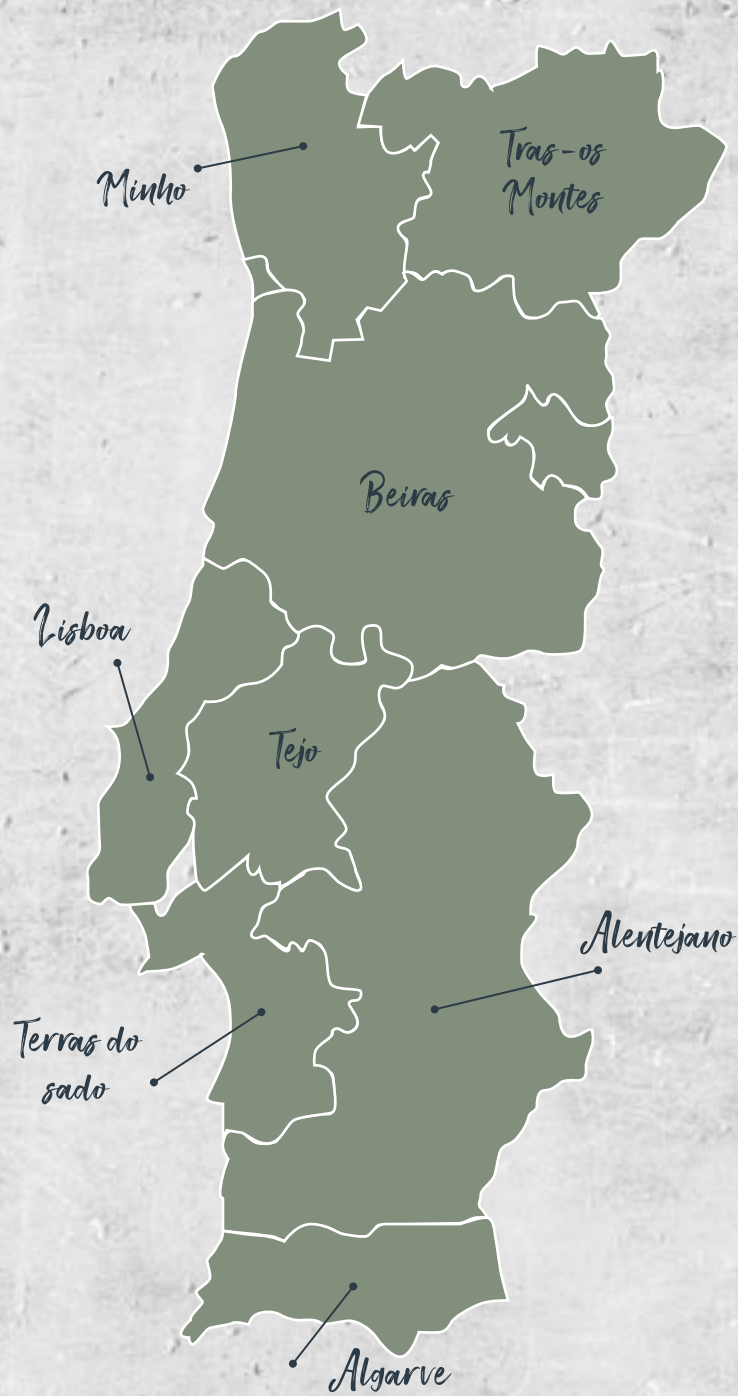 Tras-os
Montes
Minho
Beiras
Lisboa
Tejo
Alentejano
Terras do
sado
Algarve